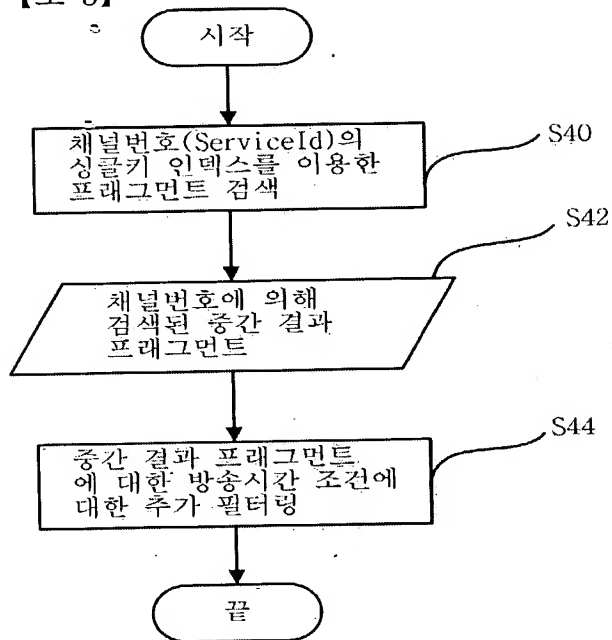 시작
채널번호(ServiceId)의
싱글키 인덱스를 이용한
프래그먼트 검색
S40
S42
채널번호에 의해
검색된 중간 결과
프래그먼트
S44
중간 결과 프래그먼트
에 대한 방송시간 조건에
대한 추가 필터링
끝